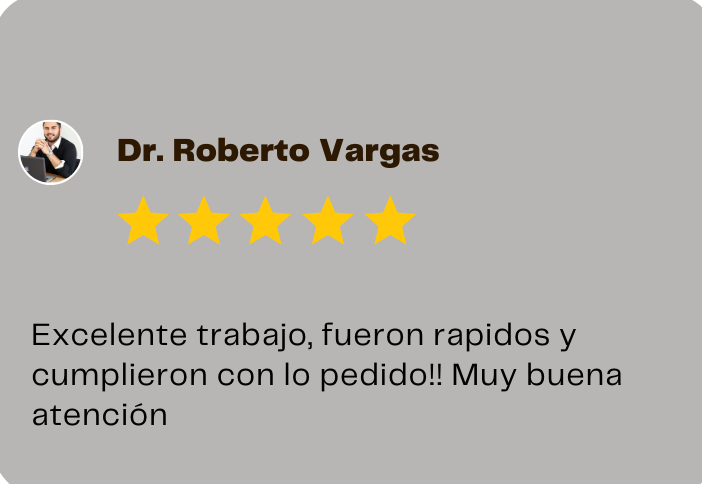 Dr. Roberto Vargas
Excelente trabajo, fueron rapidos y
cumplieron con lo pedido!! Muy buena
atención